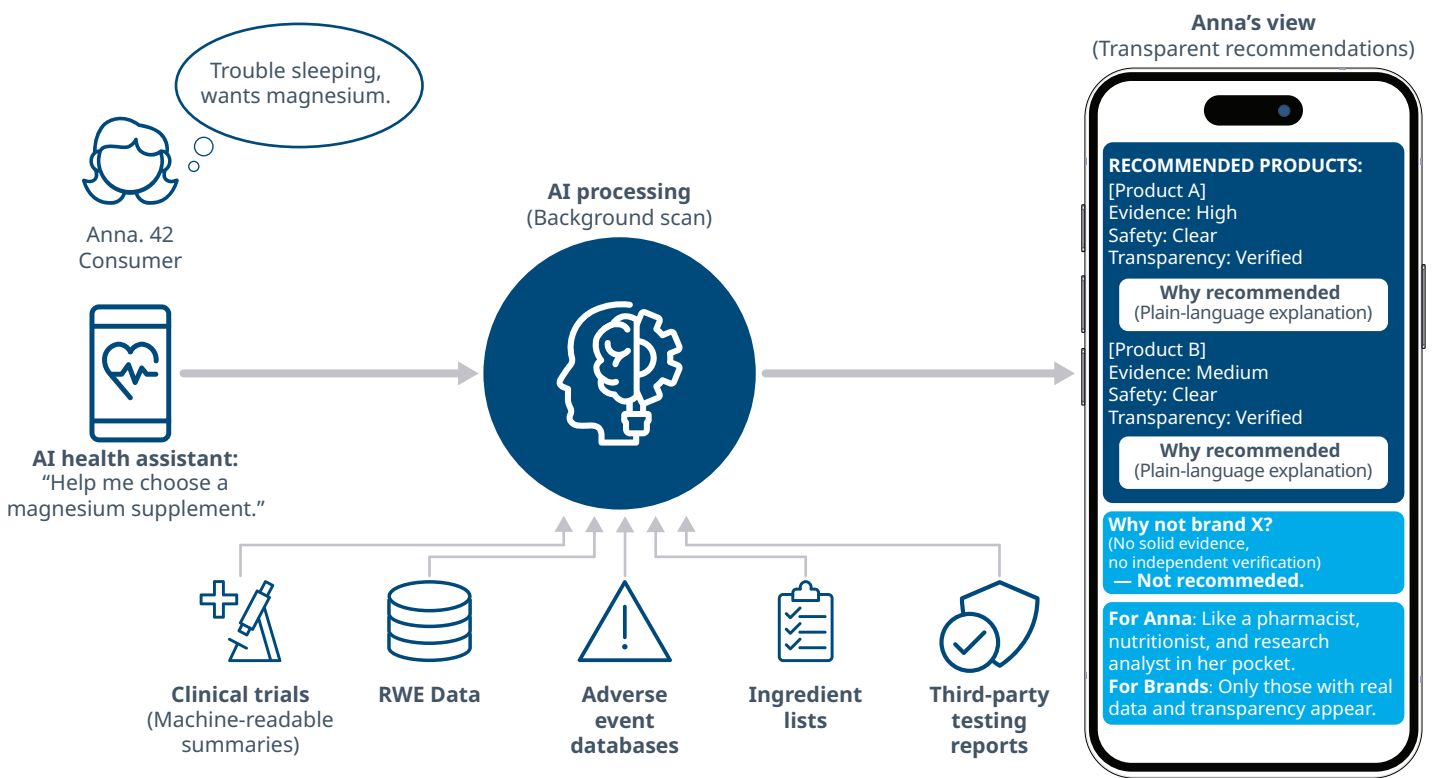 Trouble sleeping,
wants magnesium.
Anna. 42
Consumer
AI health assistant:
“Help me choose a
magnesium supplement.”
AI processing
(Background scan)
Clinical trials
(Machine-readable
summaries)
RWE Data
Adverse
event
databases
Ingredient
lists
Third-party
testing
reports
Anna’s view
(Transparent recommendations)
RECOMMENDED PRODUCTS:
[Product A]
Evidence: High
Safety: Clear
Transparency: Verified
Why recommended
(Plain-language explanation)
[Product B]
Evidence: Medium
Safety: Clear
Transparency: Verified
Why recommended
(Plain-language explanation)
Why not brand X?
(No solid evidence,
no independent verification)
— Not recommeded.
For Anna: Like a pharmacist,
nutritionist, and research
analyst in her pocket.
For Brands: Only those with real
data and transparency appear.